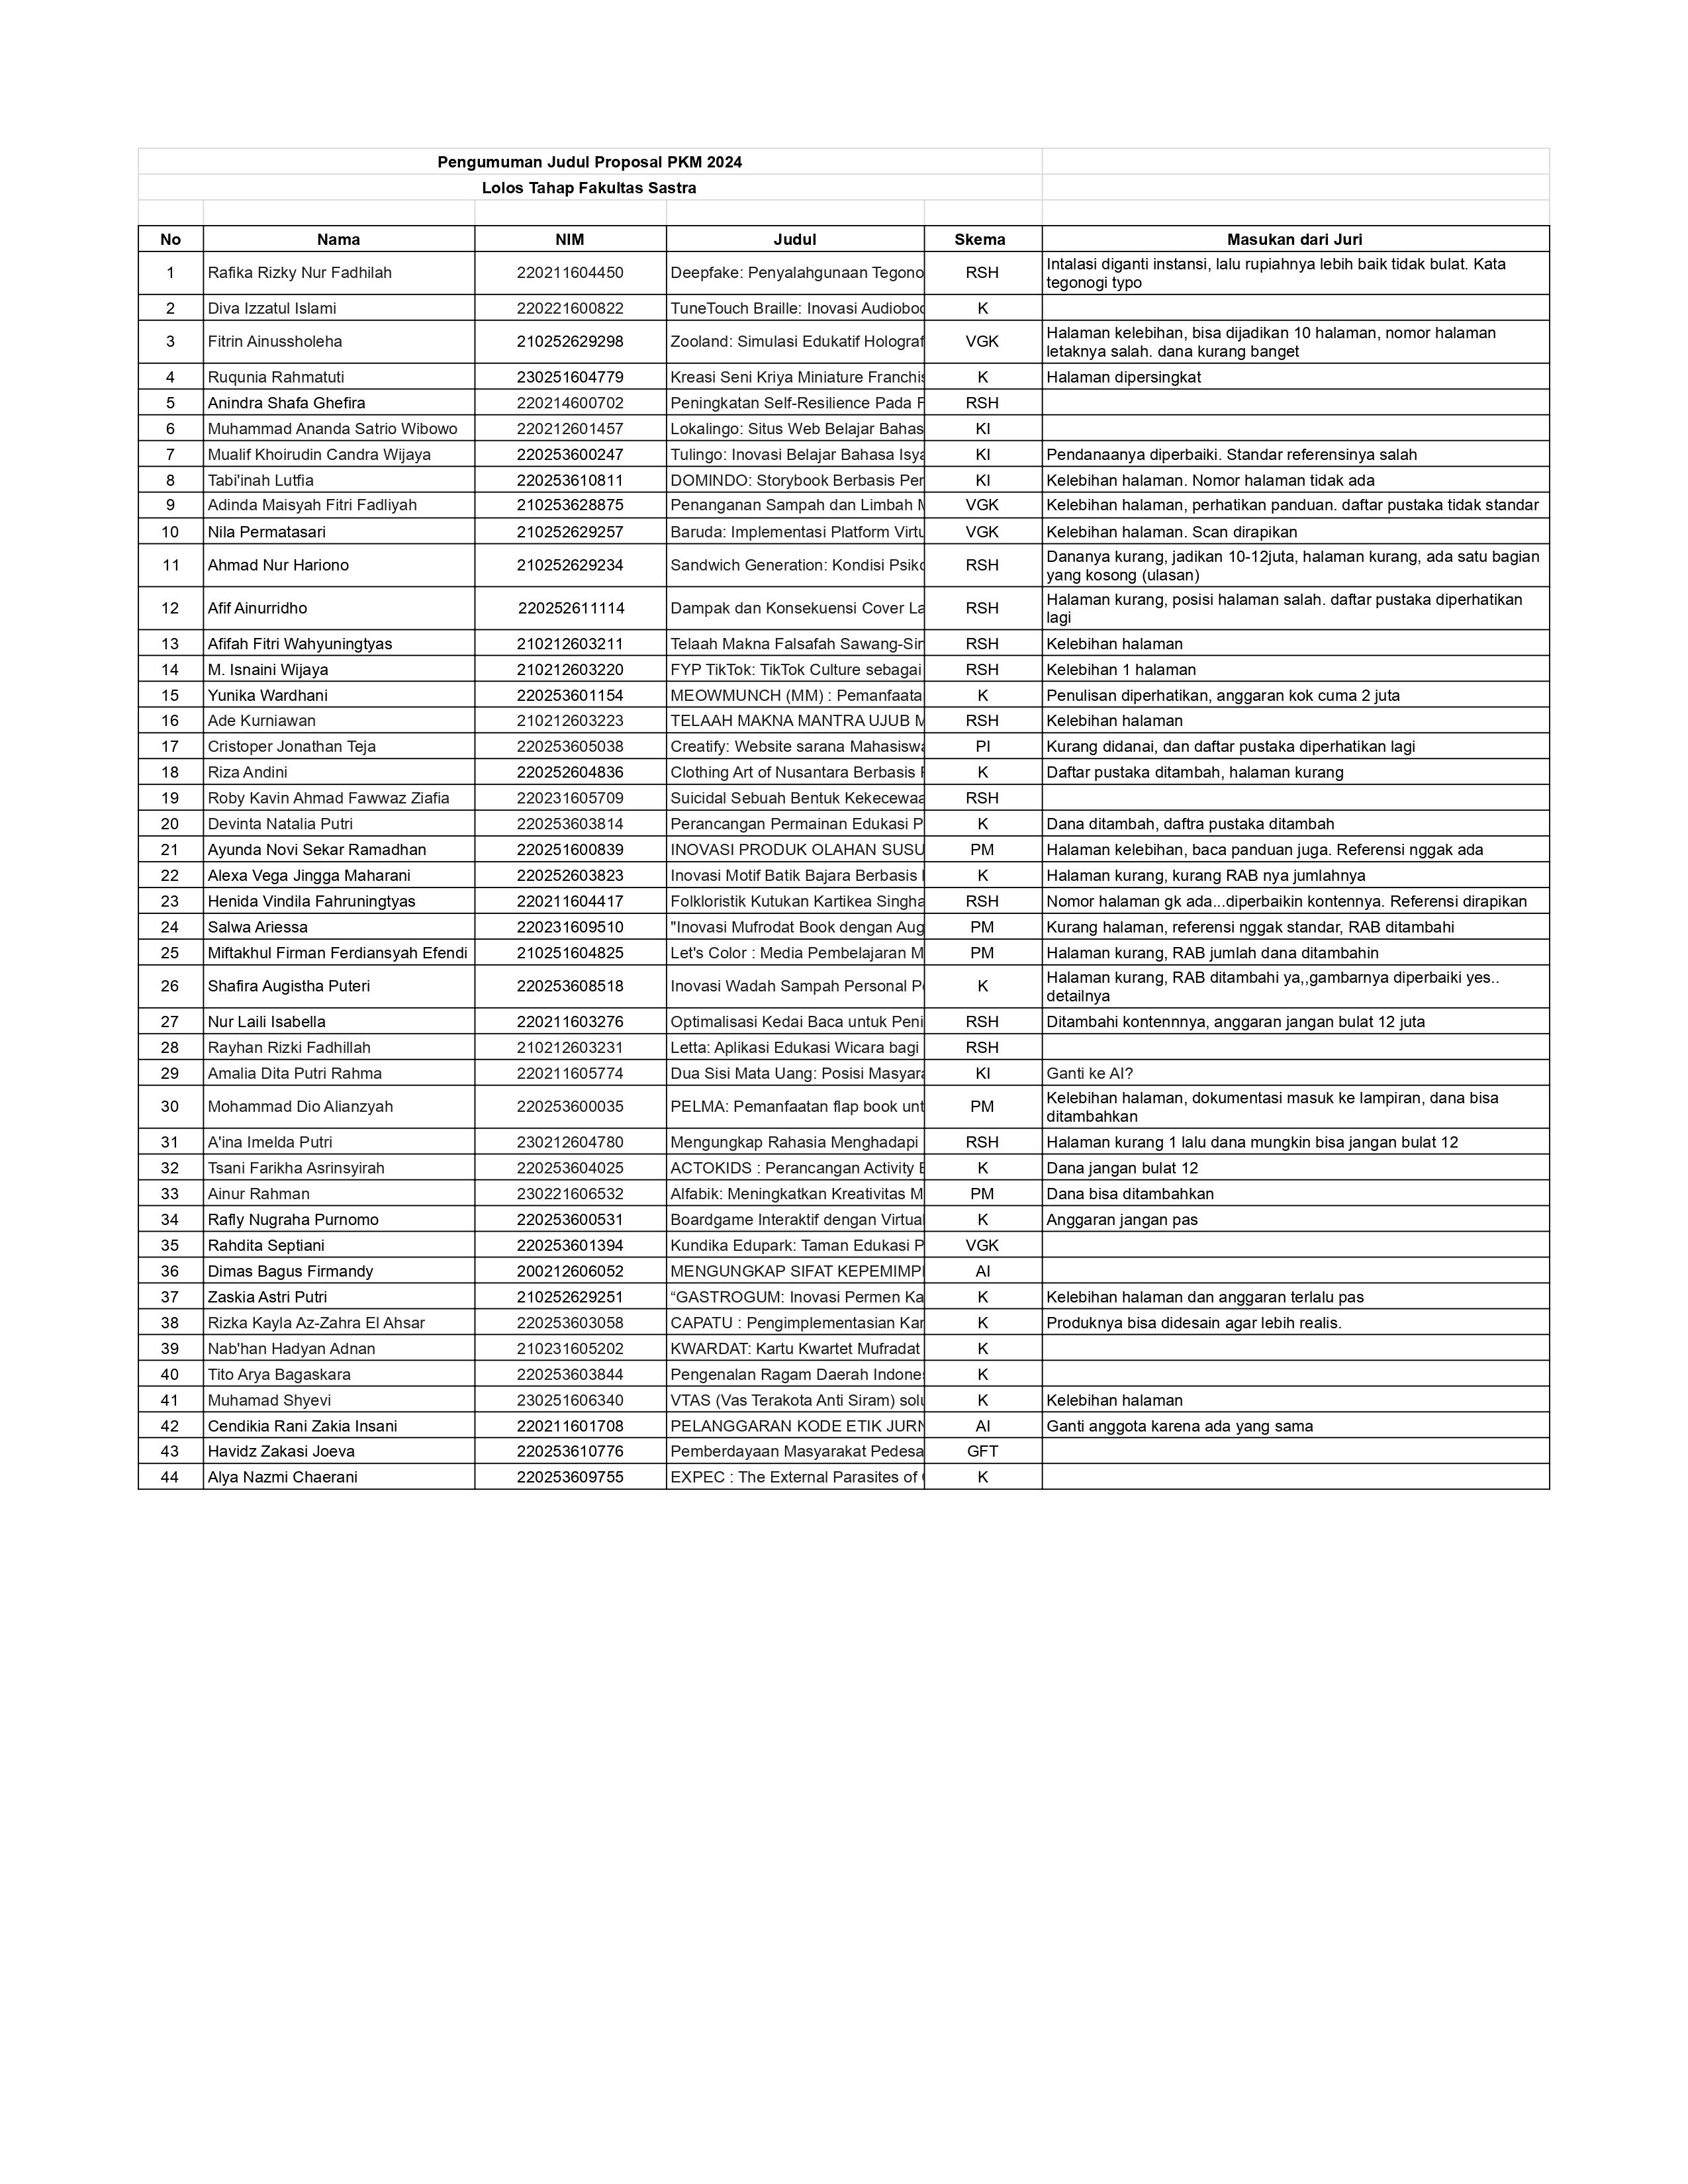 Pengumuman Judul Proposal PKM 2024
Lolos Tahap Fakultas Sastra
No Nama NIM Judul Skema Masukan dari Juri
1 Rafika Rizky Nur Fadhilah 220211604450 Deepfake: Penyalahgunaan Tegono RSH Intalasi diganti instansi, lalu rupiahnya lebih baik tidak bulat. Kata
tegonogi typo
2 Diva Izzatul Islami 220221600822 TuneTouch Braille: Inovasi Audioboo K
3 Fitrin Ainussholeha 210252629298 Zooland: Simulasi Edukatif Holograf VGK Halaman kelebihan, bisa dijadikan 10 halaman, nomor halaman
letaknya salah. dana kurang banget
4 Ruqunia Rahmatuti 230251604779 Kreasi Seni Kriya Miniature Franchis K Halaman dipersingkat
5 Anindra Shafa Ghefira 220214600702 Peningkatan Self-Resilience Pada F RSH
6 Muhammad Ananda Satrio Wibowo 220212601457 Lokalingo: Situs Web Belajar Bahas KI
7 Mualif Khoirudin Candra Wijaya 220253600247 Tulingo: Inovasi Belajar Bahasa Isya KI Pendanaanya diperbaiki. Standar referensinya salah
8 Tabi'inah Lutfia 220253610811 DOMINDO: Storybook Berbasis Per KI Kelebihan halaman. Nomor halaman tidak ada
9 Adinda Maisyah Fitri Fadliyah 210253628875 Penanganan Sampah dan Limbah M VGK Kelebihan halaman, perhatikan panduan. daftar pustaka tidak standar
10 Nila Permatasari 210252629257 Baruda: Implementasi Platform Virtu VGK Kelebihan halaman. Scan dirapikan
11 Ahmad Nur Hariono 210252629234 Sandwich Generation: Kondisi Psiko RSH Dananya kurang, jadikan 10-12juta, halaman kurang, ada satu bagian
yang kosong (ulasan)
12 Afif Ainurridho 220252611114 Dampak dan Konsekuensi Cover La RSH Halaman kurang, posisi halaman salah. daftar pustaka diperhatikan
lagi
13 Afifah Fitri Wahyuningtyas 210212603211 Telaah Makna Falsafah Sawang-Sin RSH Kelebihan halaman
14 M. Isnaini Wijaya 210212603220 FYP TikTok: TikTok Culture sebagai RSH Kelebihan 1 halaman
15 Yunika Wardhani 220253601154 MEOWMUNCH (MM) : Pemanfaata K Penulisan diperhatikan, anggaran kok cuma 2 juta
16 Ade Kurniawan 210212603223 TELAAH MAKNA MANTRA UJUB M RSH Kelebihan halaman
17 Cristoper Jonathan Teja 220253605038 Creatify: Website sarana Mahasiswa PI Kurang didanai, dan daftar pustaka diperhatikan lagi
18 Riza Andini 220252604836 Clothing Art of Nusantara Berbasis K Daftar pustaka ditambah, halaman kurang
19 Roby Kavin Ahmad Fawwaz Ziafia 220231605709 Suicidal Sebuah Bentuk Kekecewaa RSH
20 Devinta Natalia Putri 220253603814 Perancangan Permainan Edukasi P K Dana ditambah, daftra pustaka ditambah
21 Ayunda Novi Sekar Ramadhan 220251600839 INOVASI PRODUK OLAHAN SUSU PM Halaman kelebihan, baca panduan juga. Referensi nggak ada
22 Alexa Vega Jingga Maharani 220252603823 Inovasi Motif Batik Bajara Berbasis K Halaman kurang, kurang RAB nya jumlahnya
23 Henida Vindila Fahruningtyas 220211604417 Folkloristik Kutukan Kartikea Singha RSH Nomor halaman gk ada...diperbaikin kontennya. Referensi dirapikan
24 Salwa Ariessa 220231609510 "Inovasi Mufrodat Book dengan Aug PM Kurang halaman, referensi nggak standar, RAB ditambahi
25 Miftakhul Firman Ferdiansyah Efendi 210251604825 Let's Color : Media Pembelajaran M PM Halaman kurang, RAB jumlah dana ditambahin
26 Shafira Augistha Puteri 220253608518 Inovasi Wadah Sampah Personal Po K Halaman kurang, RAB ditambahi ya,,gambarnya diperbaiki yes..
detailnya
27 Nur Laili Isabella 220211603276 Optimalisasi Kedai Baca untuk Peni RSH Ditambahi kontennnya, anggaran jangan bulat 12 juta
28 Rayhan Rizki Fadhillah 210212603231 Letta: Aplikasi Edukasi Wicara bagi RSH
29 Amalia Dita Putri Rahma 220211605774 Dua Sisi Mata Uang: Posisi Masyara KI Ganti ke AI?
30 Mohammad Dio Alianzyah 220253600035 PELMA: Pemanfaatan flap book unt PM Kelebihan halaman, dokumentasi masuk ke lampiran, dana bisa
ditambahkan
31 A'ina Imelda Putri 230212604780 Mengungkap Rahasia Menghadapi RSH Halaman kurang 1 lalu dana mungkin bisa jangan bulat 12
32 Tsani Farikha Asrinsyirah 220253604025 ACTOKIDS : Perancangan Activity B K Dana jangan bulat 12
33 Ainur Rahman 230221606532 Alfabik: Meningkatkan Kreativitas M PM Dana bisa ditambahkan
34 Rafly Nugraha Purnomo 220253600531 Boardgame Interaktif dengan Virtual K Anggaran jangan pas
35 Rahdita Septiani 220253601394 Kundika Edupark: Taman Edukasi P VGK
36 Dimas Bagus Firmandy 200212606052 MENGUNGKAP SIFAT KEPEMIMPI AI
37 Zaskia Astri Putri 210252629251 “GASTROGUM: Inovasi Permen Ka K Kelebihan halaman dan anggaran terlalu pas
38 Rizka Kayla Az-Zahra El Ahsar 220253603058 CAPATU : Pengimplementasian Kar K Produknya bisa didesain agar lebih realis.
39 Nab'han Hadyan Adnan 210231605202 KWARDAT: Kartu Kwartet Mufradat K
40 Tito Arya Bagaskara 220253603844 Pengenalan Ragam Daerah Indones K
41 Muhamad Shyevi 230251606340 VTAS (Vas Terakota Anti Siram) solu K Kelebihan halaman
42 Cendikia Rani Zakia Insani 220211601708 PELANGGARAN KODE ETIK JURN AI Ganti anggota karena ada yang sama
43 Havidz Zakasi Joeva 220253610776 Pemberdayaan Masyarakat Pedesa GFT
44 Alya Nazmi Chaerani 220253609755 EXPEC : The External Parasites of K